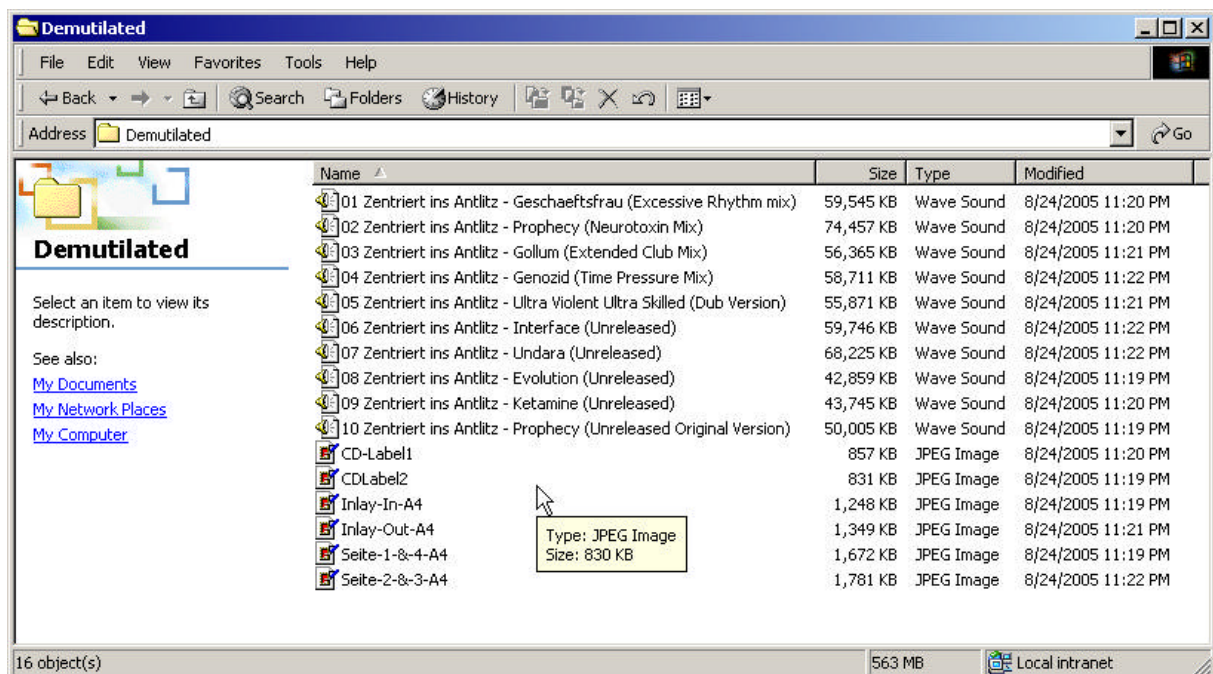 Demutilated
File Edit View Favorites Tools Help
Back Search Folders History
Address Demutilated Go
Demutilated
Select an item to view its
description.
See also:
My Documents
My Network Places
My Computer
Name Size Type Modified
01 Zentriert ins Antlitz - Geschaeftsfrau (Excessive Rhythm mix) 59,545 KB Wave Sound 8/24/2005 11:20 PM
02 Zentriert ins Antlitz - Prophecy (Neurotoxin Mix) 74,457 KB Wave Sound 8/24/2005 11:20 PM
03 Zentriert ins Antlitz - Gollum (Extended Club Mix) 56,365 KB Wave Sound 8/24/2005 11:21 PM
04 Zentriert ins Antlitz - Genozid (Time Pressure Mix) 58,711 KB Wave Sound 8/24/2005 11:22 PM
05 Zentriert ins Antlitz - Ultra Violent Ultra Skilled (Dub Version) 55,871 KB Wave Sound 8/24/2005 11:21 PM
06 Zentriert ins Antlitz - Interface (Unreleased) 59,746 KB Wave Sound 8/24/2005 11:22 PM
07 Zentriert ins Antlitz - Undara (Unreleased) 68,225 KB Wave Sound 8/24/2005 11:22 PM
08 Zentriert ins Antlitz - Evolution (Unreleased) 42,859 KB Wave Sound 8/24/2005 11:19 PM
09 Zentriert ins Antlitz - Ketamine (Unreleased) 43,745 KB Wave Sound 8/24/2005 11:20 PM
10 Zentriert ins Antlitz - Prophecy (Unreleased Original Version) 50,005 KB Wave Sound 8/24/2005 11:19 PM
CD-Label1 857 KB JPEG Image 8/24/2005 11:20 PM
CDLabel2 831 KB JPEG Image 8/24/2005 11:19 PM
Inlay-In-A4 1,248 KB JPEG Image 8/24/2005 11:19 PM
Inlay-Out-A4 1,349 KB JPEG Image 8/24/2005 11:21 PM
Seite-1-&-4-A4 1,672 KB JPEG Image 8/24/2005 11:19 PM
Seite-2-&-3-A4 1,781 KB JPEG Image 8/24/2005 11:22 PM
Type: JPEG Image
Size: 830 KB
16 object(s) 563 MB Local intranet